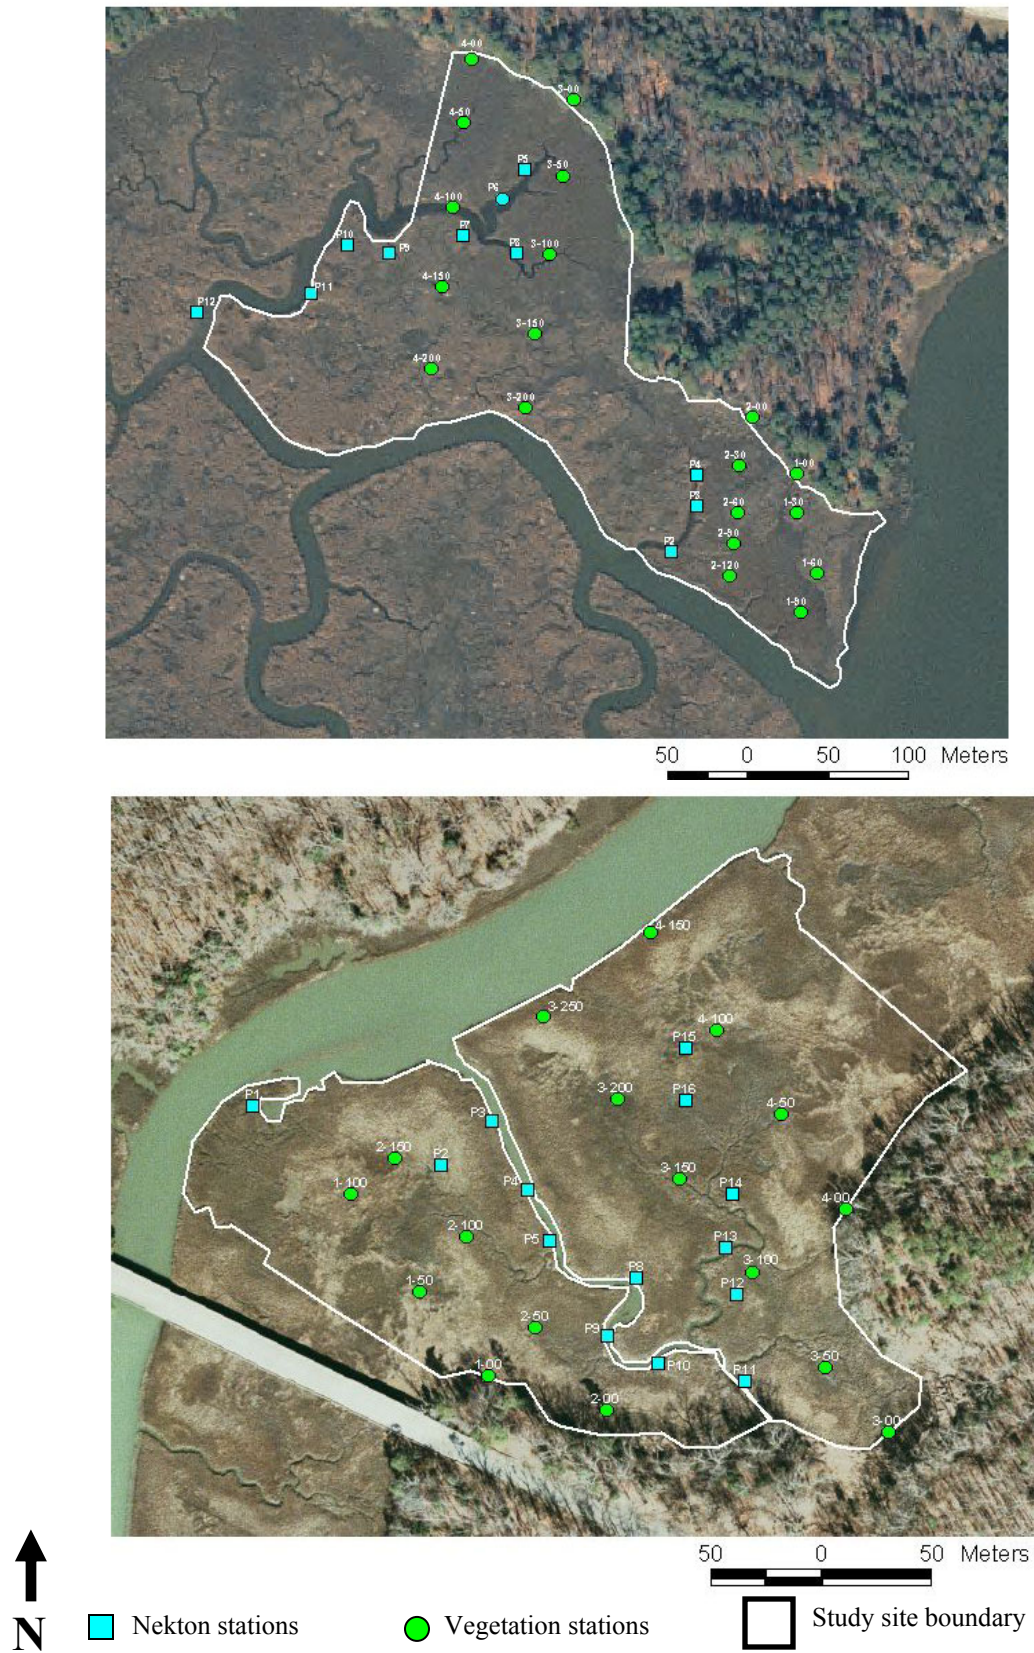 4-00
3-00
4-50
P5
3-50
P6
4-100
P7
P10
P9
P8
3-100
4-150
P11
P12
3-150
4-200
3-200
2-00
2-30
1-00
P4
P3
2-60
1-30
P2
2-90
2-120
1-60
1-90
50 0 50 100 Meters
4-150
3-250
4-100
P15
P1
3-200
P16
4-50
P3
2-150
P2
3-150
1-100
P4
P14
4-00
2-100
P5
P13
3-100
1-50
P8
P12
2-50
P9
P10
3-50
1-00
P11
2-00
3-00
50 0 50 Meters
N
Nekton stations
Vegetation stations
Study site boundary